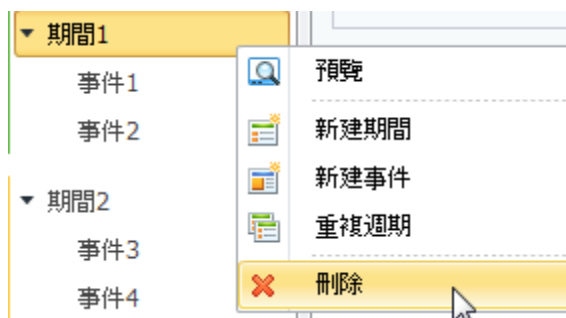 期間1
事件1
事件2
期間2
事件3
事件4
預覽
新建期間
新建事件
重複週期
刪除